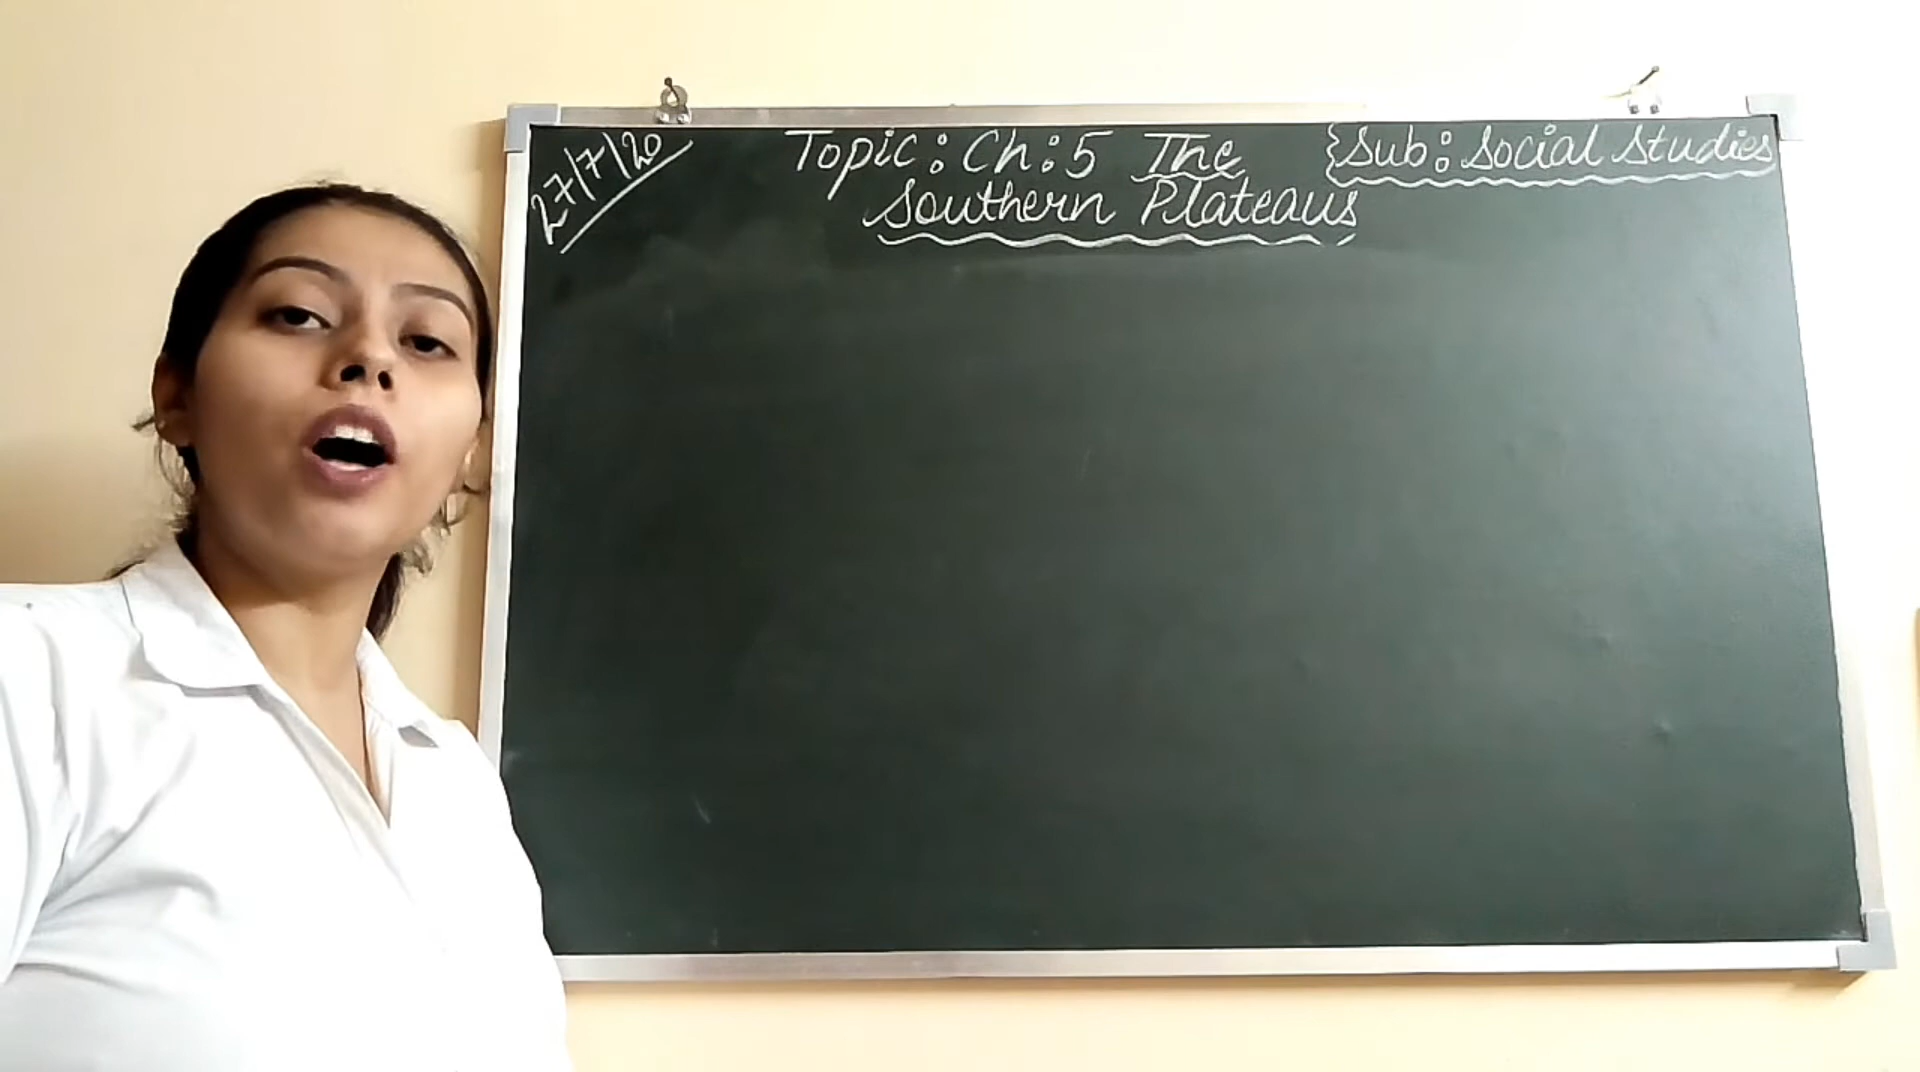 27/7/20
Topic: Ch:5 The
Southern Plateaus
{Sub: Social Studies